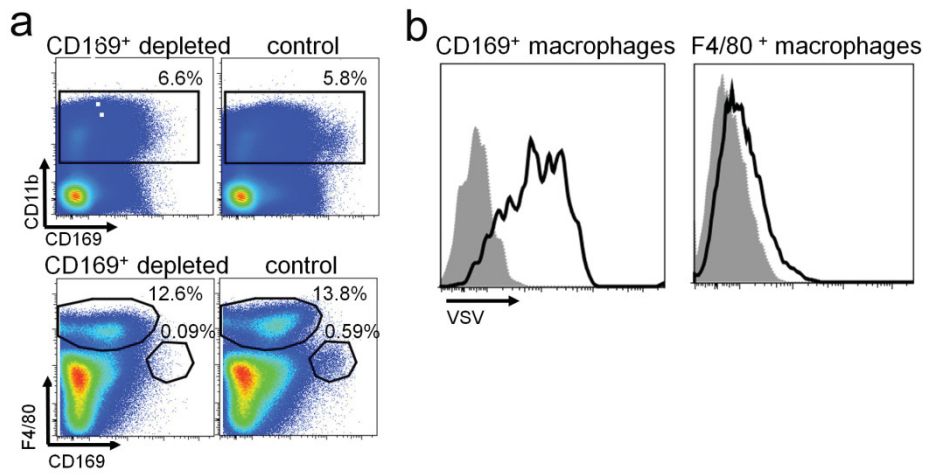 a
CD169+ depleted control
6.6% 5.8%
CD11b
CD169
CD169+ depleted control
12.6% 13.8%
0.09% 0.59%
F4/80
CD169
b
CD169+ macrophages F4/80 + macrophages
VSV